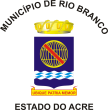 MUNICÍPIO DE RIO BRANCO
ESTADO DO ACRE